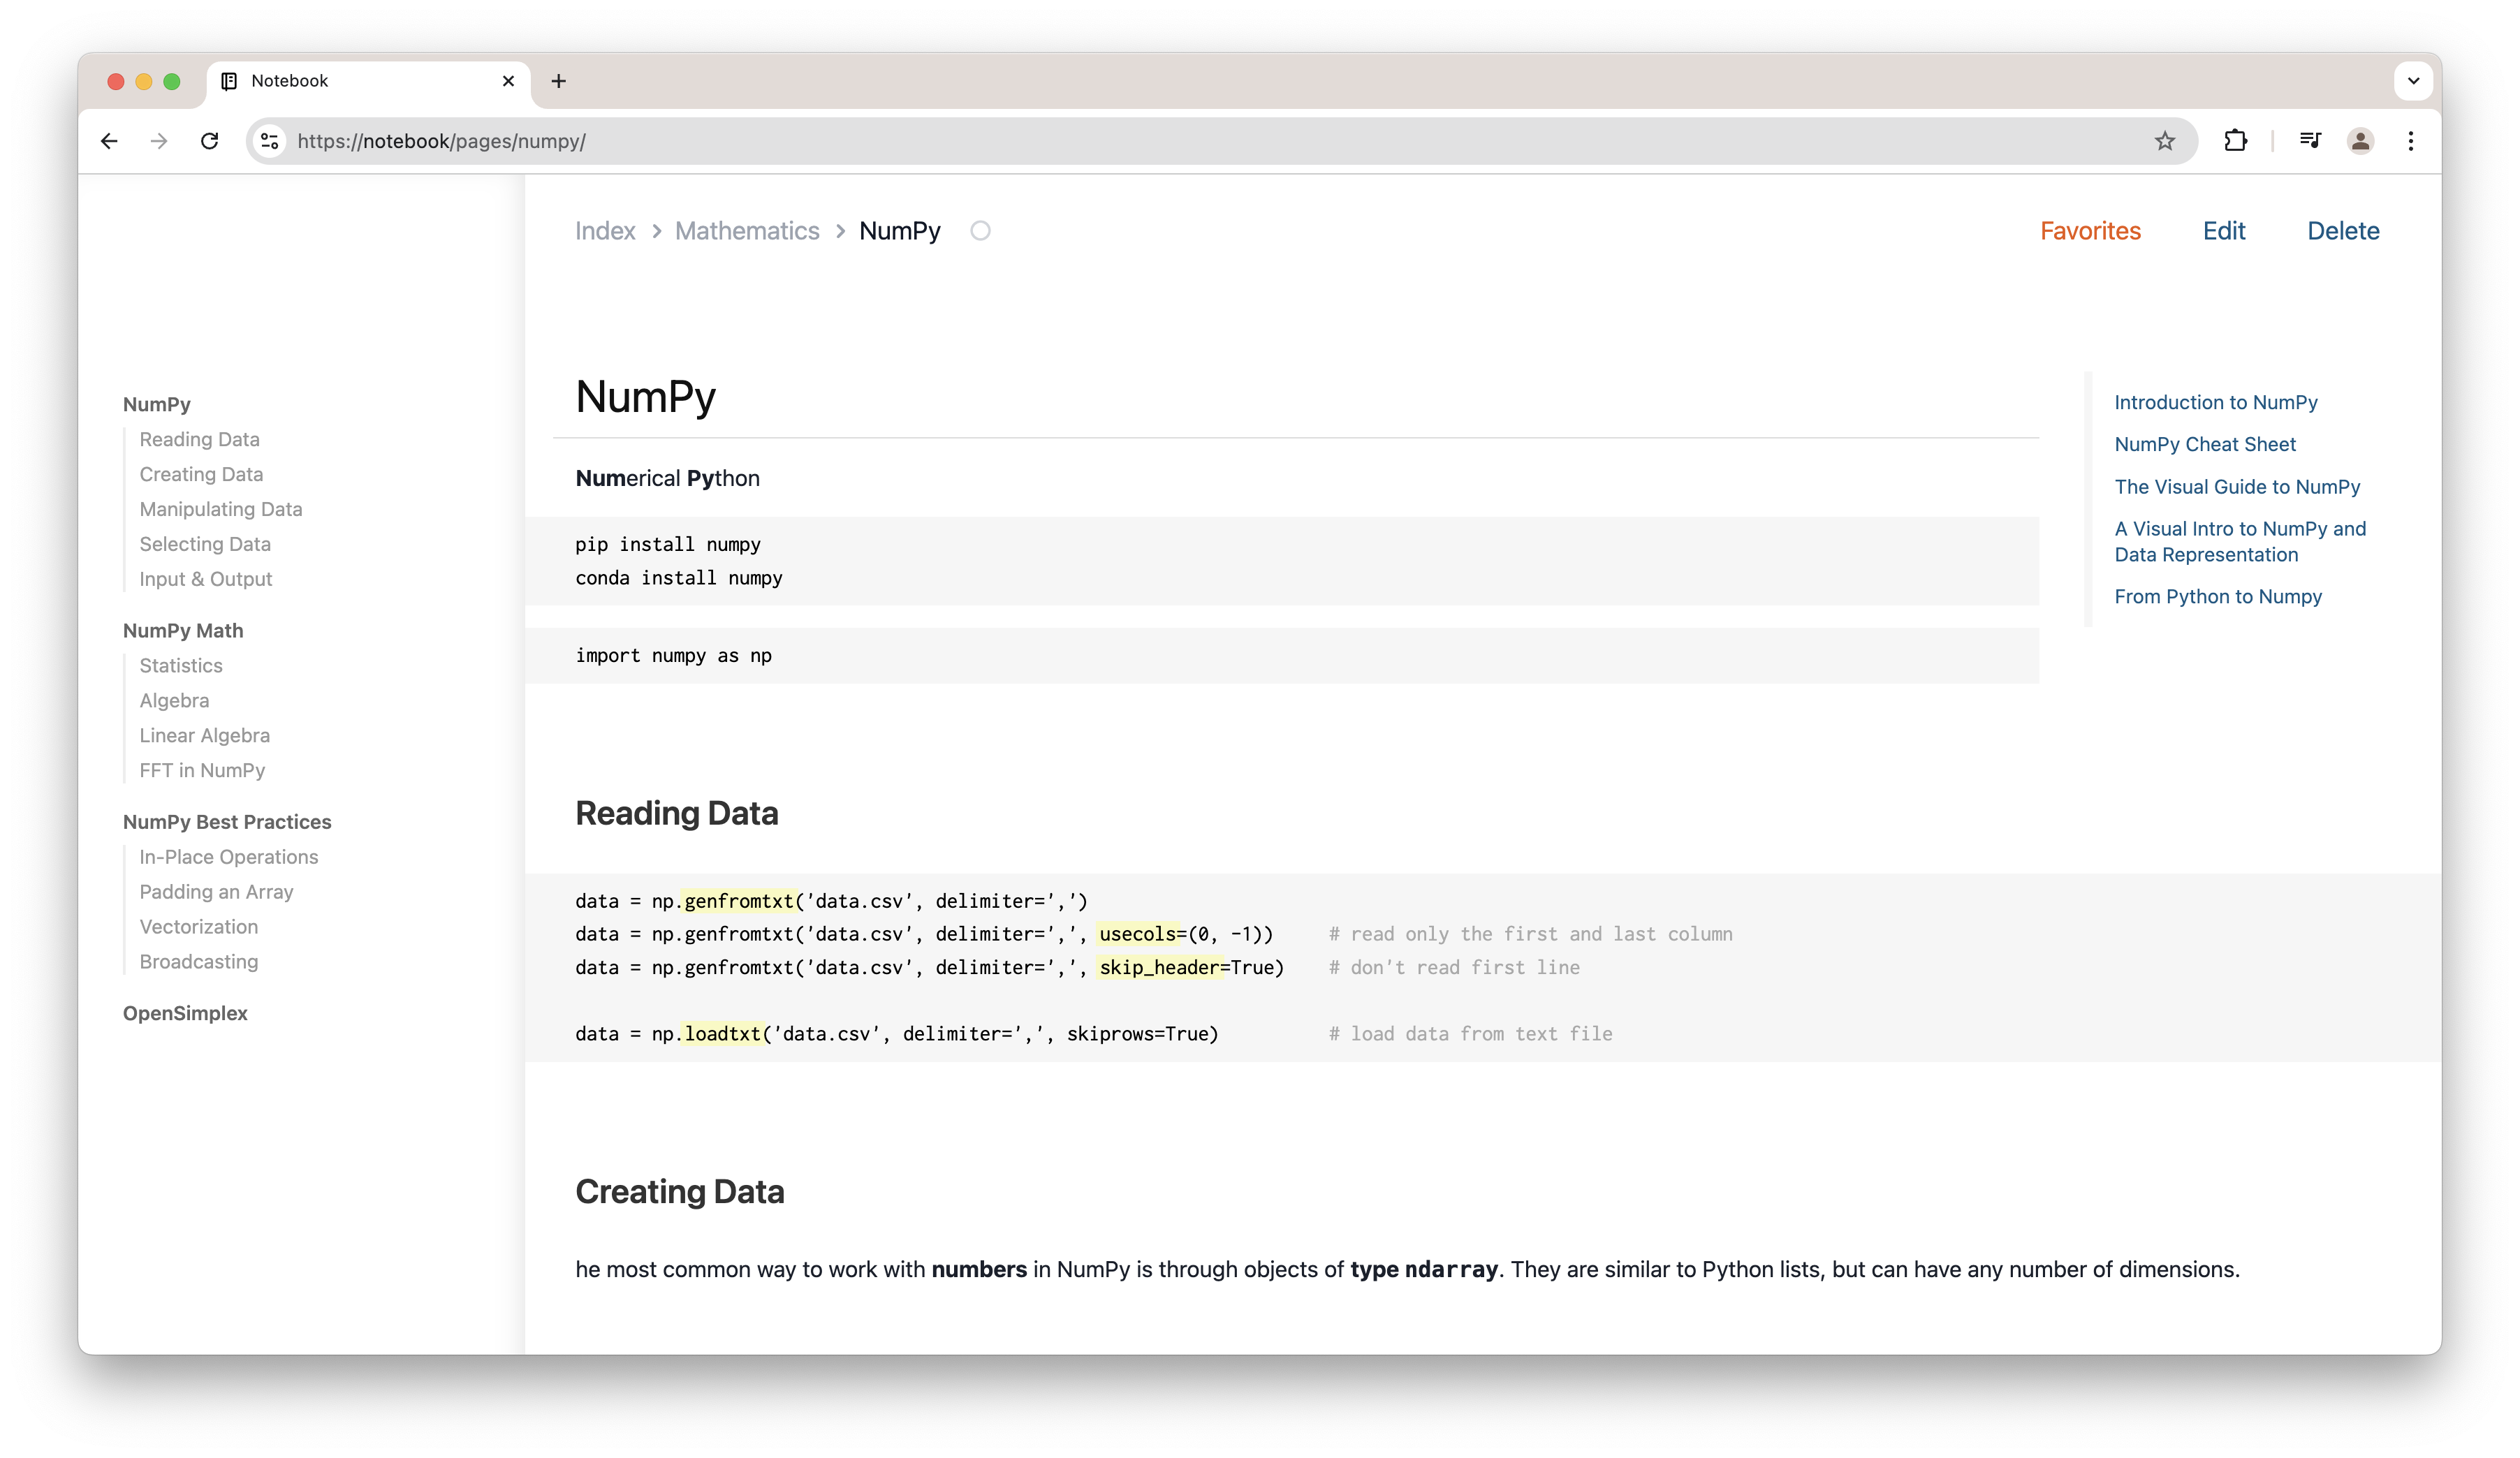 Notebook
https://notebook/pages/numpy/
Index > Mathematics > NumPy
Favorites Edit Delete
NumPy
Reading Data
Creating Data
Manipulating Data
Selecting Data
Input & Output
NumPy Math
Statistics
Algebra
Linear Algebra
FFT in NumPy
NumPy Best Practices
In-Place Operations
Padding an Array
Vectorization
Broadcasting
OpenSimplex
NumPy
Numerical Python
pip install numpy
conda install numpy
import numpy as np
Introduction to NumPy
NumPy Cheat Sheet
The Visual Guide to NumPy
A Visual Intro to NumPy and
Data Representation
From Python to Numpy
Reading Data
data = np.genfromtxt('data.csv', delimiter=',')
data = np.genfromtxt('data.csv', delimiter=',', usecols=(0, -1)) # read only the first and last column
data = np.genfromtxt('data.csv', delimiter=',', skip_header=True) # don't read first line
data = np.loadtxt('data.csv', delimiter=',', skiprows=True) # load data from text file
Creating Data
he most common way to work with numbers in NumPy is through objects of type ndarray. They are similar to Python lists, but can have any number of dimensions.